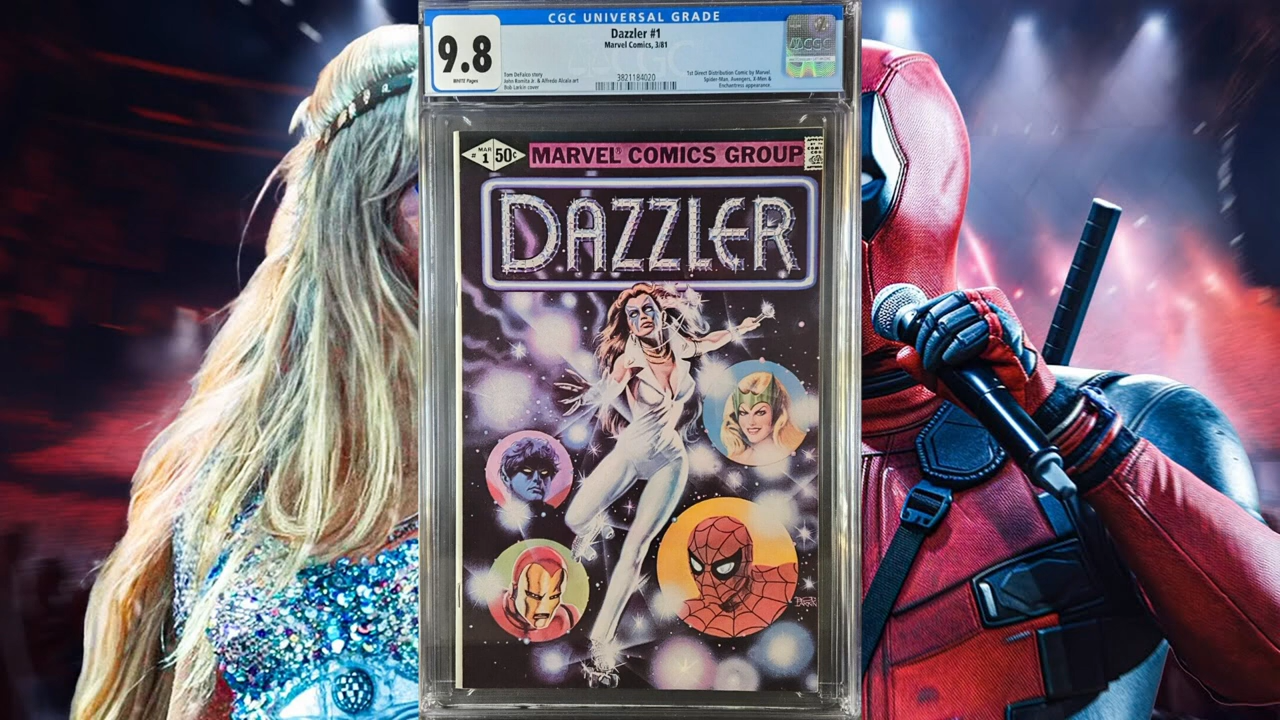 CGC UNIVERSAL GRADE
9.8
WHITE Pages
Dazzler #1
Marvel Comics, 3/81
Tom DeFalco story
John Romita Jr. & Alfredo Alcala art
Bob Larkin cover
3821184020
1st Direct Distribution Comic by Marvel
Spider-Man, Avengers, X-Men &
Enchantress appearance.
CGC
MAR
# 1
50¢
MARVEL® COMICS GROUP
DAZZLER